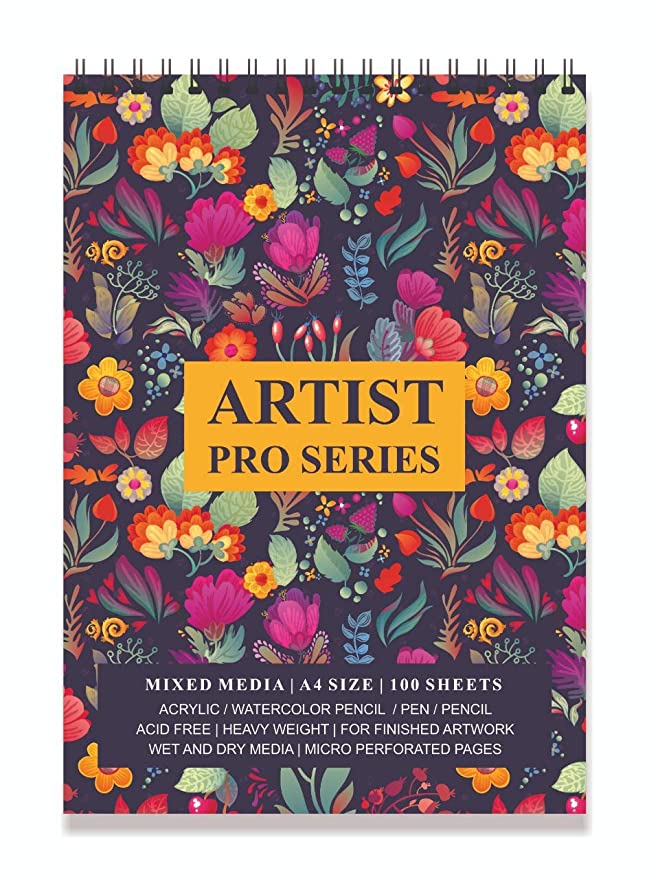 ARTIST
PRO SERIES
MIXED MEDIA | A4 SIZE | 100 SHEETS
ACRYLIC / WATERCOLOR PENCIL / PEN / PENCIL
ACID FREE | HEAVY WEIGHT | FOR FINISHED ARTWORK
WET AND DRY MEDIA | MICRO PERFORATED PAGES